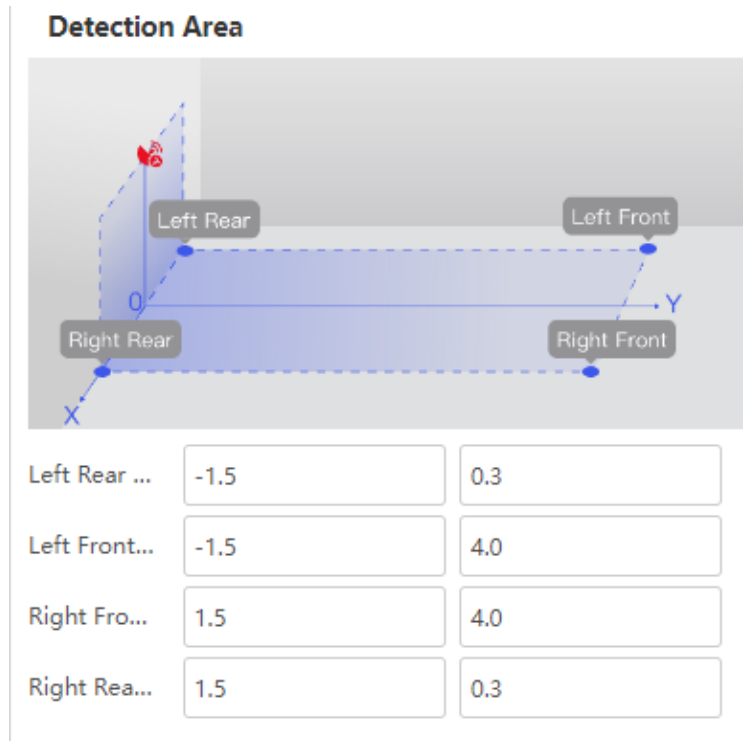 Detection Area
Left Rear
Left Front
0
Y
Right Rear
Right Front
X
Left Rear ... -1.5 0.3
Left Front... -1.5 4.0
Right Fro... 1.5 4.0
Right Rea... 1.5 0.3